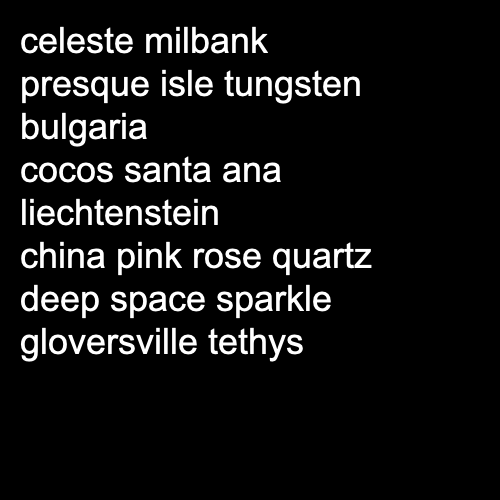 celeste milbank
presque isle tungsten
bulgaria
cocos santa ana
liechtenstein
china pink rose quartz
deep space sparkle
gloversville tethys